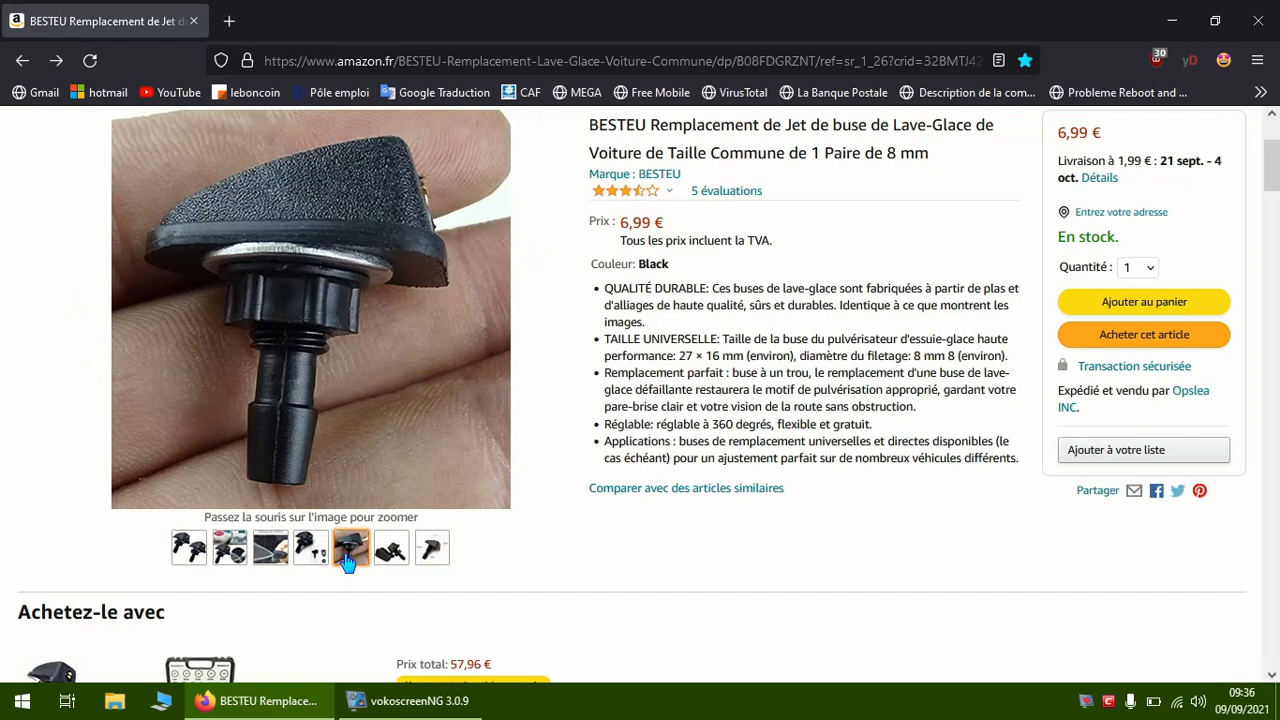 BESTEU Remplacement de Jet d
https://www.amazon.fr/BESTEU-Remplacement-Lave-Glace-Voiture-Commune/dp/B08FDGRZNT/ref=sr_1_26?crid=32BMTJ42
30
yD
Gmail
hotmail
YouTube
leboncoin
Pôle emploi
Google Traduction
CAF
MEGA
Free Mobile
VirusTotal
La Banque Postale
Description de la com...
Probleme Reboot and ...
BESTEU Remplacement de Jet de buse de Lave-Glace de
Voiture de Taille Commune de 1 Paire de 8 mm
Marque : BESTEU
5 évaluations
Prix : 6,99 €
Tous les prix incluent la TVA.
Couleur: Black
• QUALITÉ DURABLE: Ces buses de lave-glace sont fabriquées à partir de plas et
d'alliages de haute qualité, sûrs et durables. Identique à ce que montrent les
images.
• TAILLE UNIVERSELLE: Taille de la buse du pulvérisateur d'essuie-glace haute
performance: 27 × 16 mm (environ), diamètre du filetage: 8 mm 8 (environ).
• Remplacement parfait : buse à un trou, le remplacement d'une buse de lave-
glace défaillante restaurera le motif de pulvérisation approprié, gardant votre
pare-brise clair et votre vision de la route sans obstruction.
• Réglable: réglable à 360 degrés, flexible et gratuit.
• Applications : buses de remplacement universelles et directes disponibles (le
cas échéant) pour un ajustement parfait sur de nombreux véhicules différents.
Comparer avec des articles similaires
6,99 €
Livraison à 1,99 € : 21 sept. - 4
oct. Détails
Entrez votre adresse
En stock.
Quantité : 1
Ajouter au panier
Acheter cet article
Transaction sécurisée
Expédié et vendu par Opslea
INC.
Ajouter à votre liste
Partager
Passez la souris sur l'image pour zoomer
Achetez-le avec
Prix total: 57,96 €
BESTEU Remplace...
vokoscreenNG 3.0.9
09:36
09/09/2021